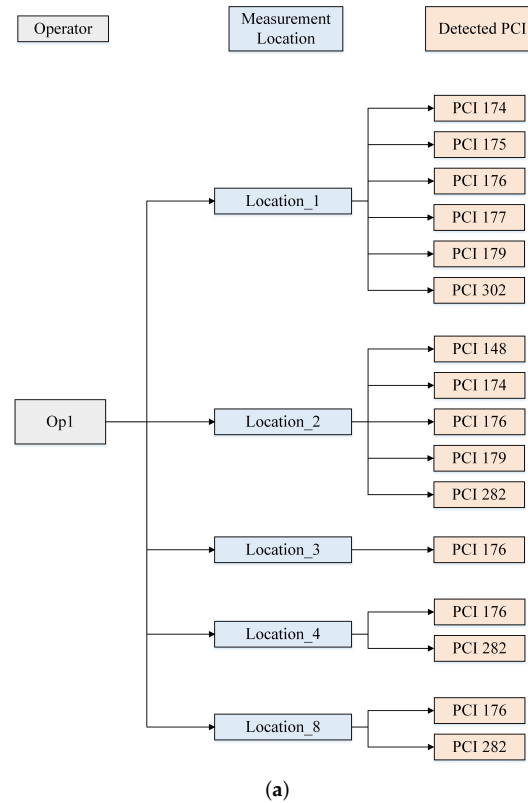 Operator
Measurement
Location
Detected PCI
PCI 174
PCI 175
PCI 176
Location_1
PCI 177
PCI 179
PCI 302
PCI 148
PCI 174
Op1
Location_2
PCI 176
PCI 179
PCI 282
Location_3
PCI 176
PCI 176
Location_4
PCI 282
PCI 176
Location_8
PCI 282
(a)